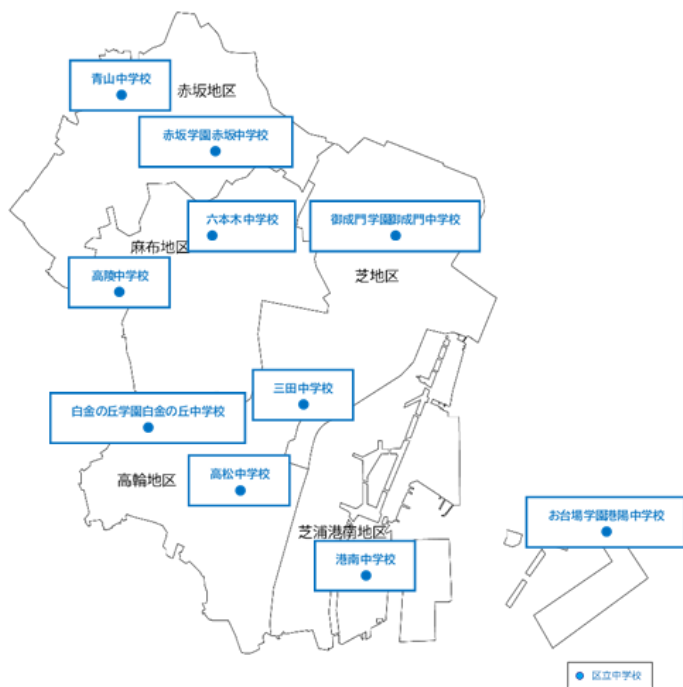 青山中学校
赤坂地区
赤坂学園赤坂中学校
六本木中学校
御成門学園御成門中学校
麻布地区
高陵中学校
芝地区
三田中学校
白金の丘学園白金の丘中学校
高輪地区
高松中学校
お台場学園港陽中学校
芝浦港南地区
港南中学校
区立中学校